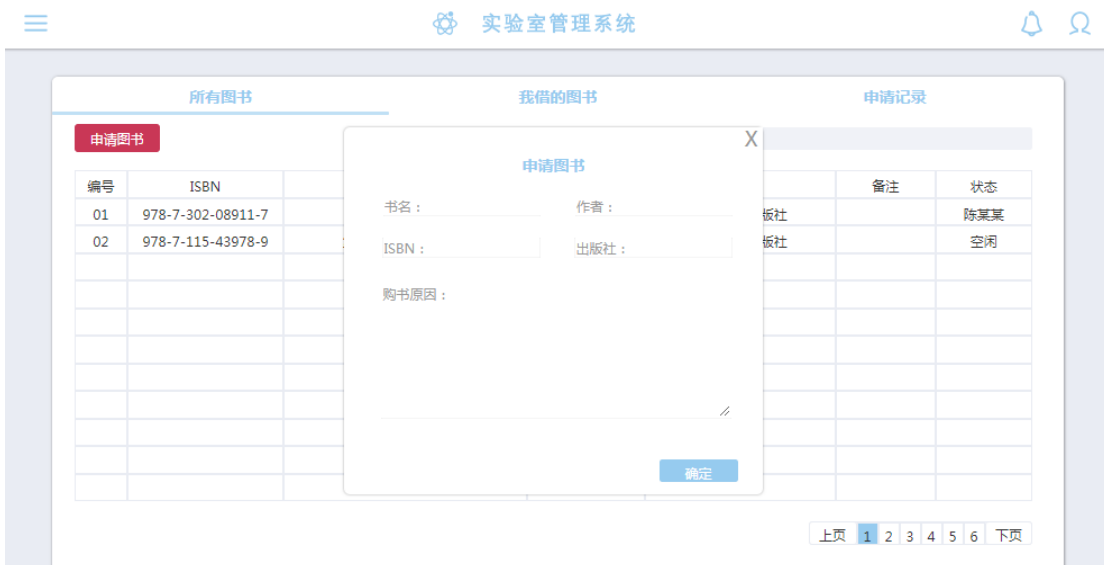 实验室管理系统
所有图书 我借的图书 申请记录
申请图书
X
申请图书
编号 ISBN 备注 状态
01 978-7-302-08911-7 版社 陈某某
02 978-7-115-43978-9 版社 空闲
书名： 作者：
ISBN： 出版社：
购书原因：
确定
上页 1 2 3 4 5 6 下页